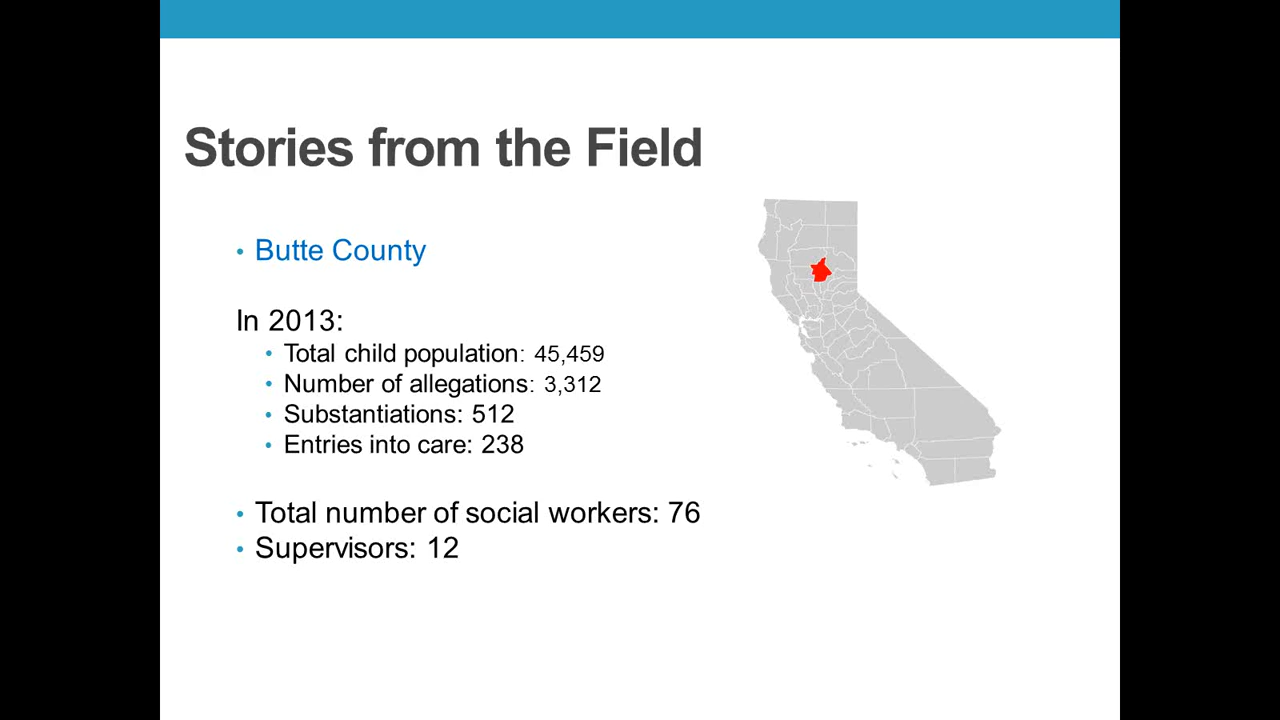 Stories from the Field
• Butte County
In 2013:
• Total child population: 45,459
• Number of allegations: 3,312
• Substantiations: 512
• Entries into care: 238
• Total number of social workers: 76
• Supervisors: 12